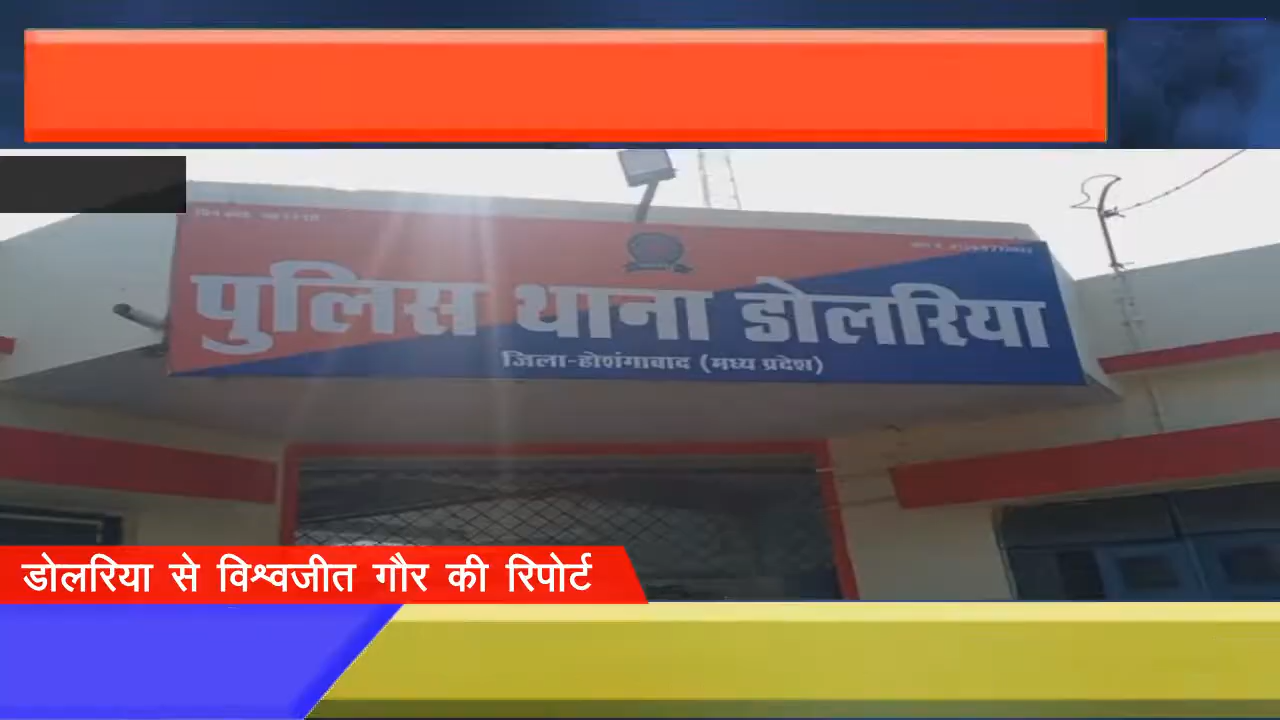 पुलिस थाना डोलरिया
जिला-होशंगाबाद (मध्य प्रदेश)
डोलरिया से विश्वजीत गौर की रिपोर्ट